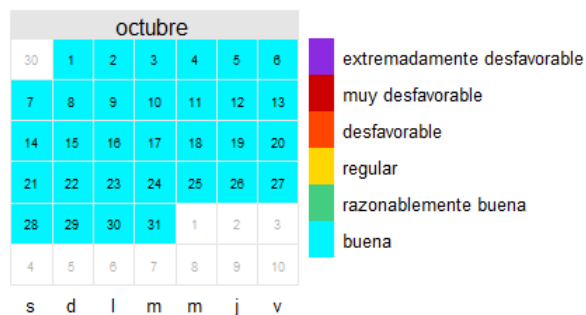 octubre
30 1 2 3 4 5 6
7 8 9 10 11 12 13
14 15 16 17 18 19 20
21 22 23 24 25 26 27
28 29 30 31 1 2 3
4 5 6 7 8 9 10
s d l m m j v
extremadamente desfavorable
muy desfavorable
desfavorable
regular
razonablemente buena
buena